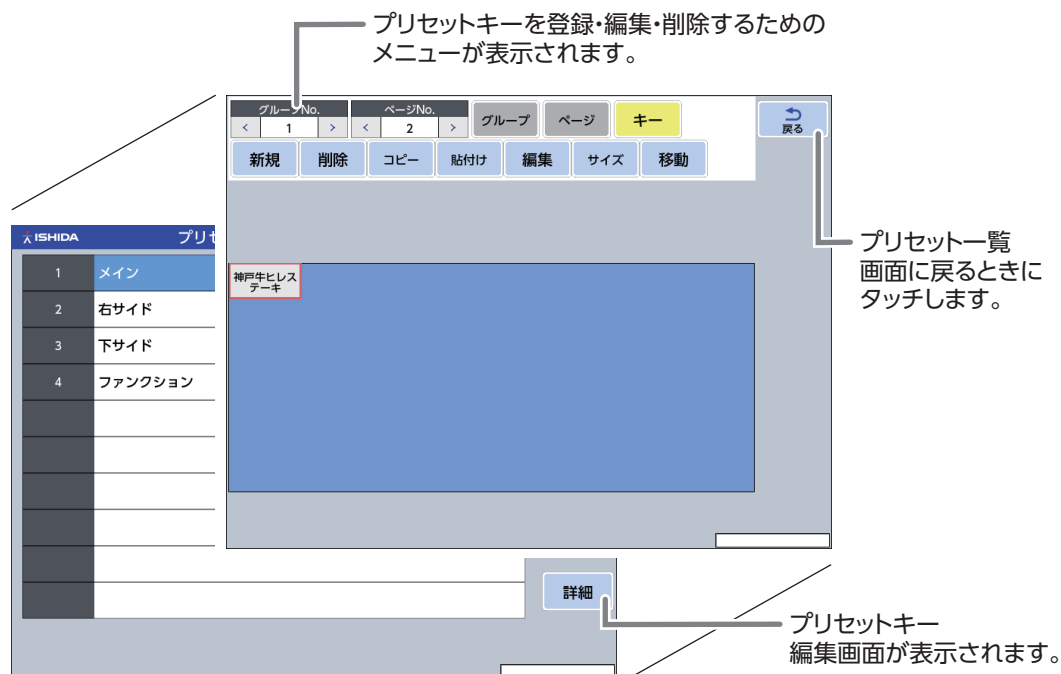 プリセットキーを登録・編集・削除するための
メニューが表示されます。
グループNo. ページNo.
< 1 > < 2 > グループ ページ キー 戻る
新規 削除 コピー 貼付け 編集 サイズ 移動
プリセット一覧
画面に戻るときに
タッチします。
神戸牛ヒレス
テーキ
ISHIDA プリセ
1 メイン
2 右サイド
3 下サイド
4 ファンクション
詳細
プリセットキー
編集画面が表示されます。